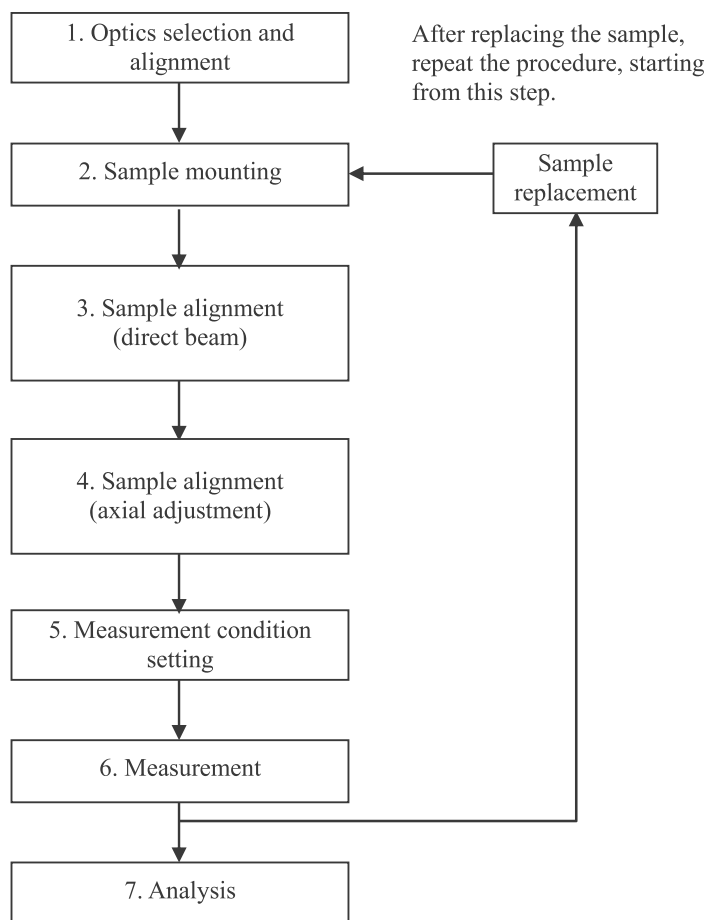 1. Optics selection and
alignment
After replacing the sample,
repeat the procedure, starting
from this step.
2. Sample mounting
Sample
replacement
3. Sample alignment
(direct beam)
4. Sample alignment
(axial adjustment)
5. Measurement condition
setting
6. Measurement
7. Analysis